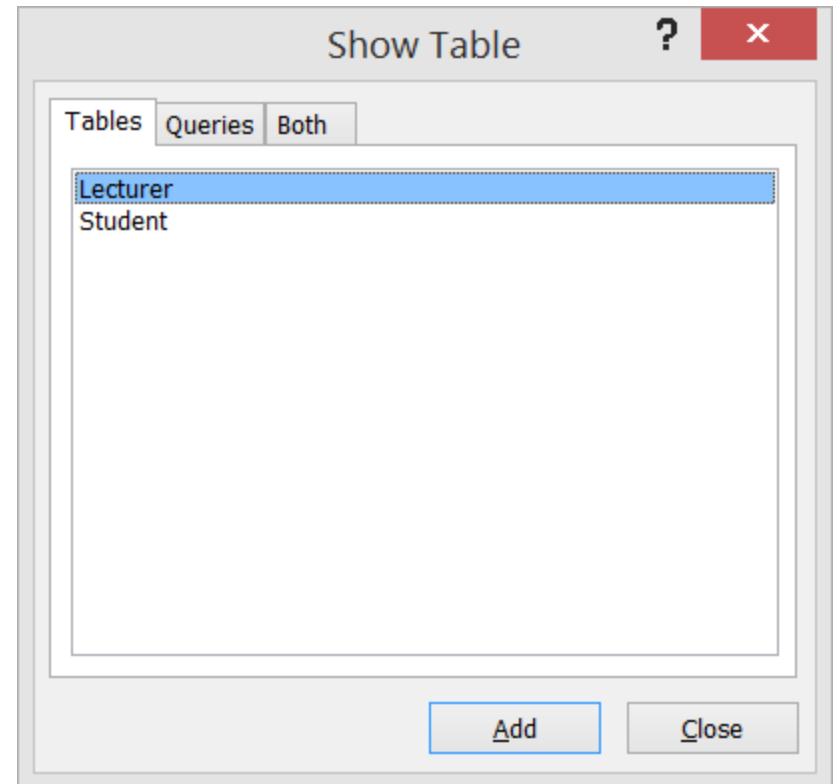 Show Table ? ×
Tables Queries Both
Lecturer
Student
Add Close